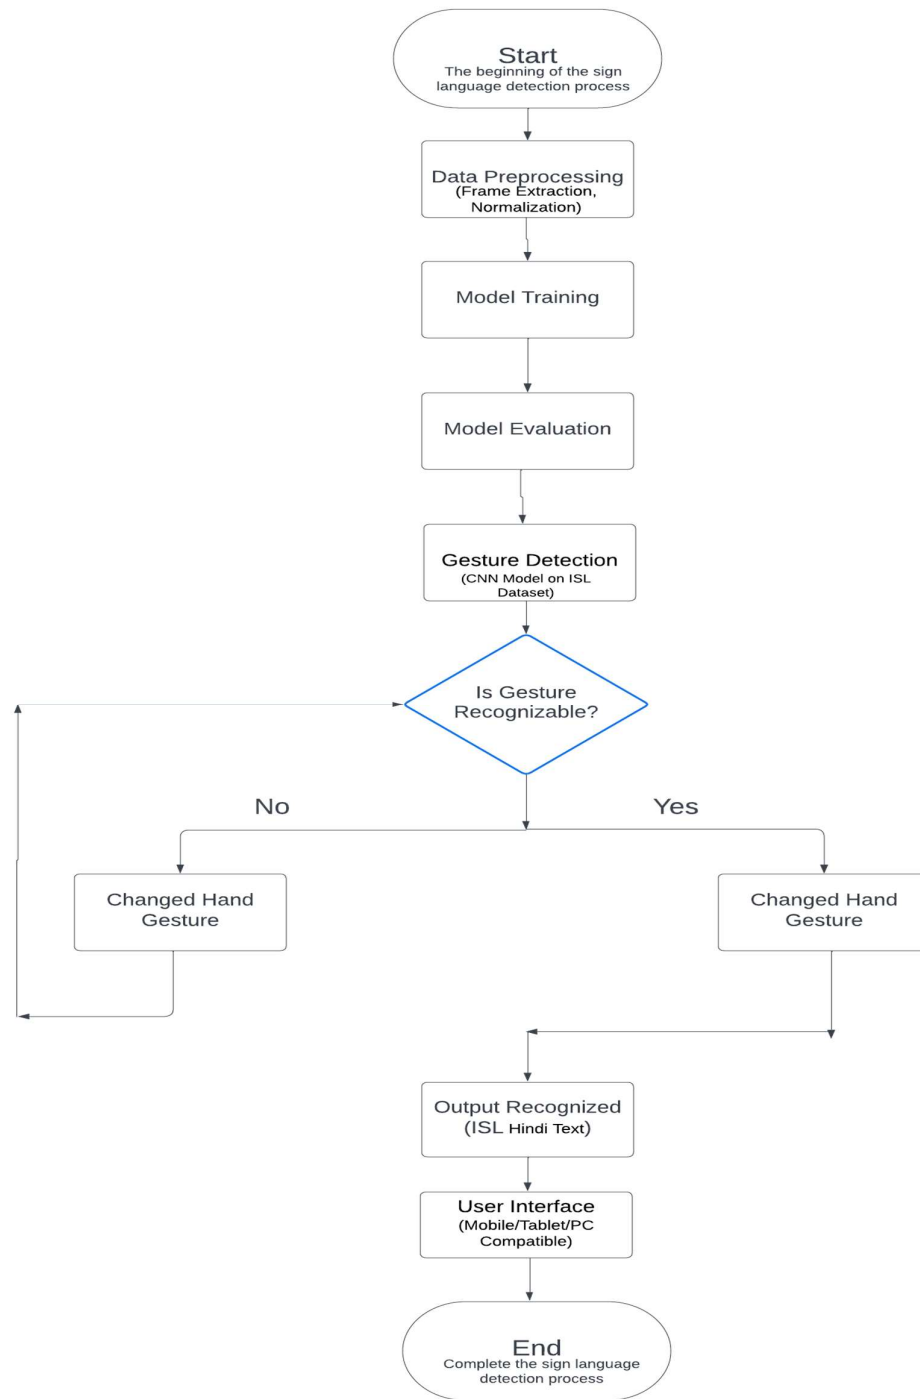 Start
The beginning of the sign
language detection process
Data Preprocessing
(Frame Extraction,
Normalization)
Model Training
Model Evaluation
Gesture Detection
(CNN Model on ISL
Dataset)
Is Gesture
Recognizable?
No
Yes
Changed Hand
Gesture
Changed Hand
Gesture
Output Recognized
(ISL Hindi Text)
User Interface
(Mobile/Tablet/PC
Compatible)
End
Complete the sign language
detection process